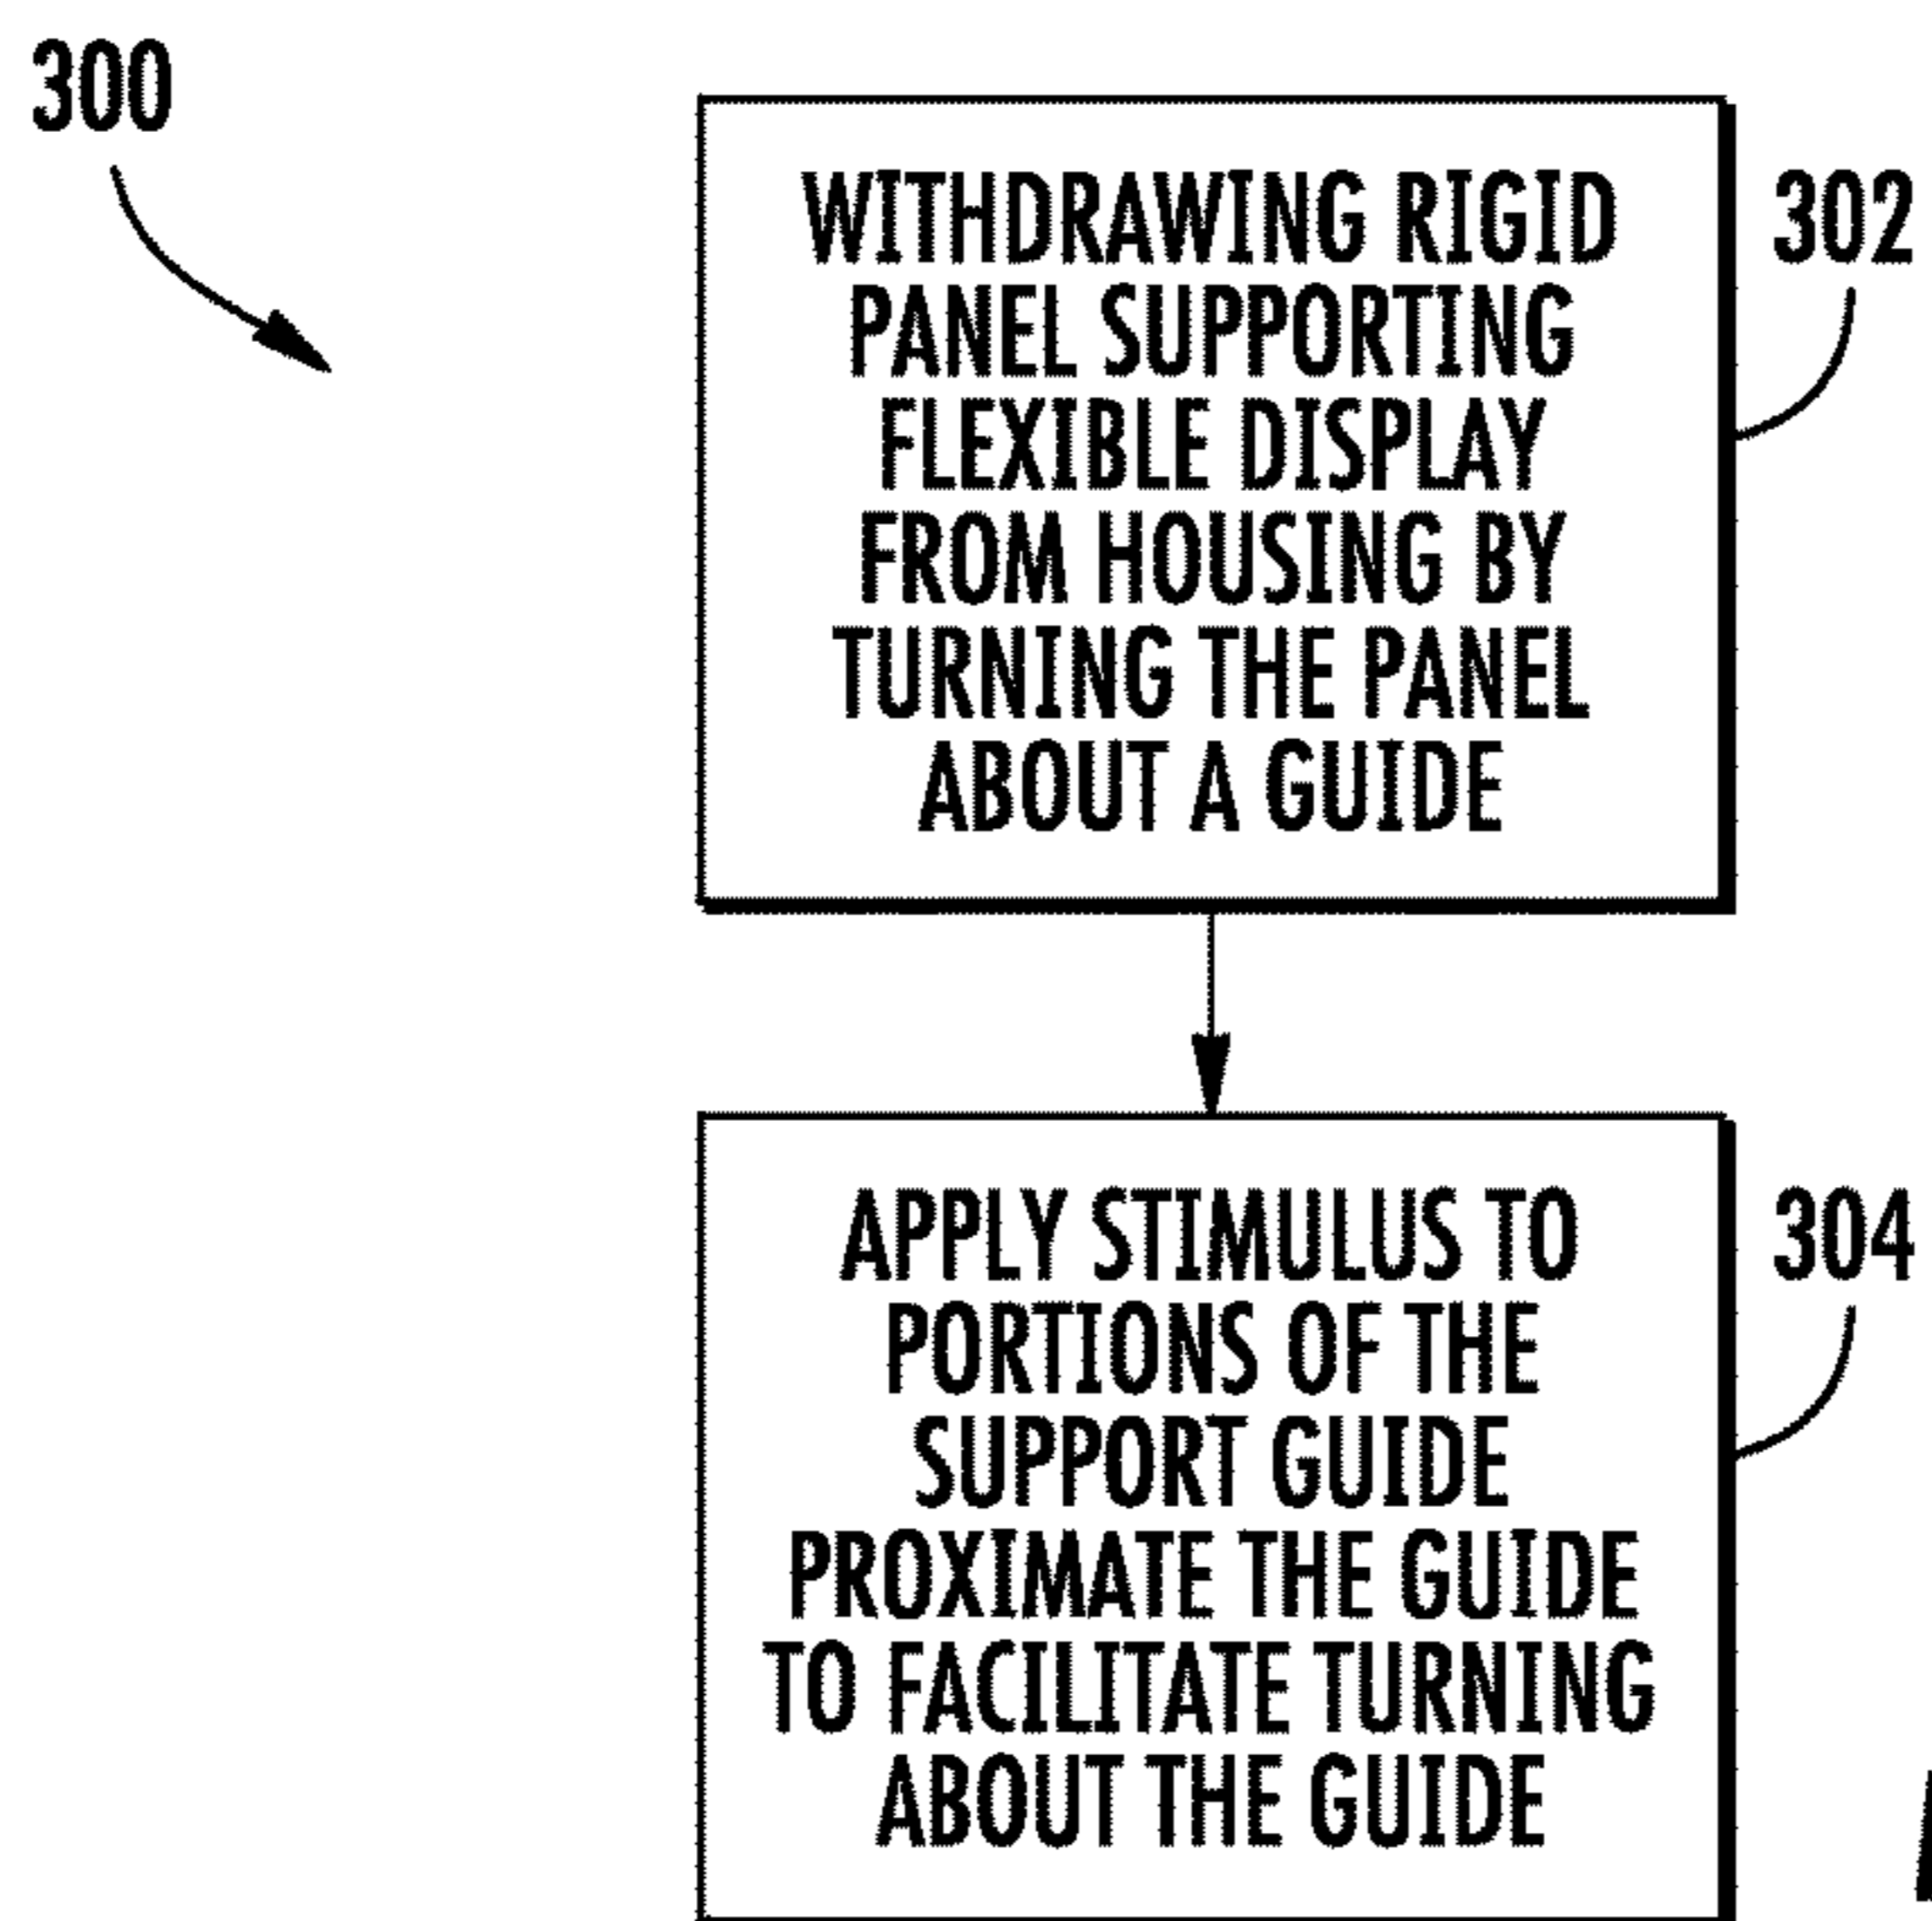 300
WITHDRAWING RIGID
PANEL SUPPORTING
FLEXIBLE DISPLAY
FROM HOUSING BY
TURNING THE PANEL
ABOUT A GUIDE
302
APPLY STIMULUS TO
PORTIONS OF THE
SUPPORT GUIDE
PROXIMATE THE GUIDE
TO FACILITATE TURNING
ABOUT THE GUIDE
304